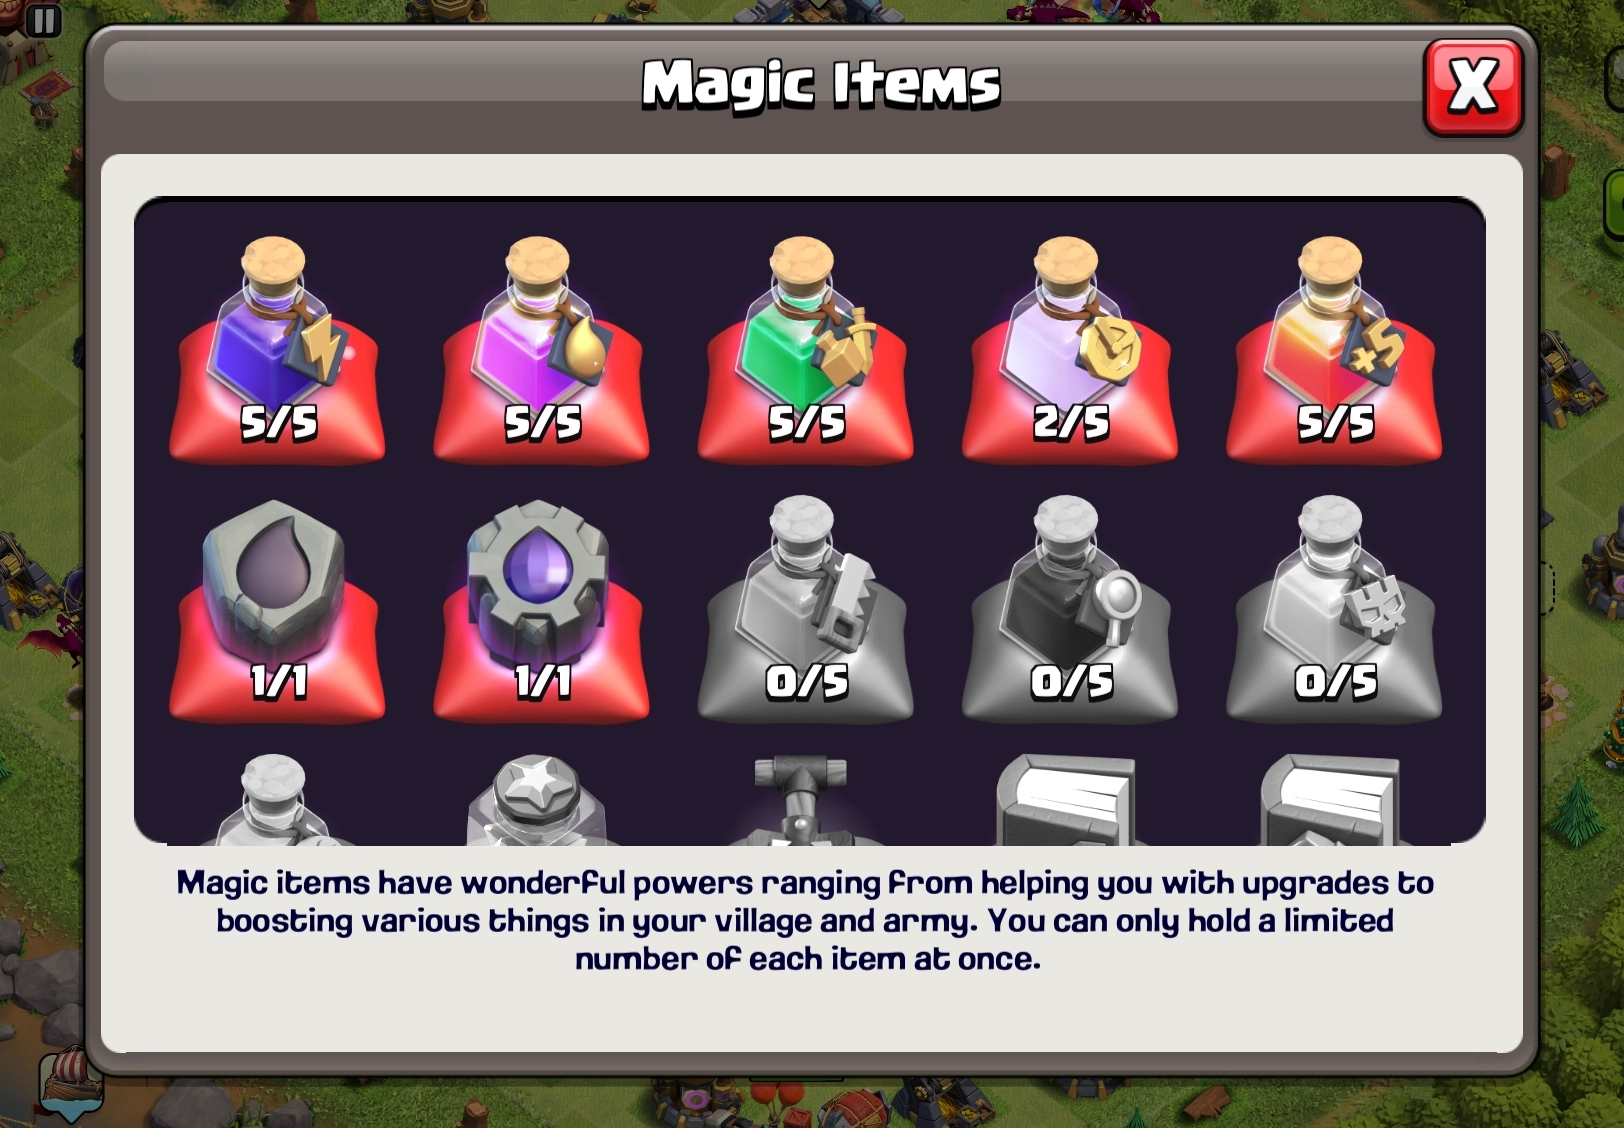 Magic Items
X
5/5
5/5
5/5
2/5
+5
5/5
1/1
1/1
0/5
0/5
0/5
Magic items have wonderful powers ranging from helping you with upgrades to
boosting various things in your village and army. You can only hold a limited
number of each item at once.